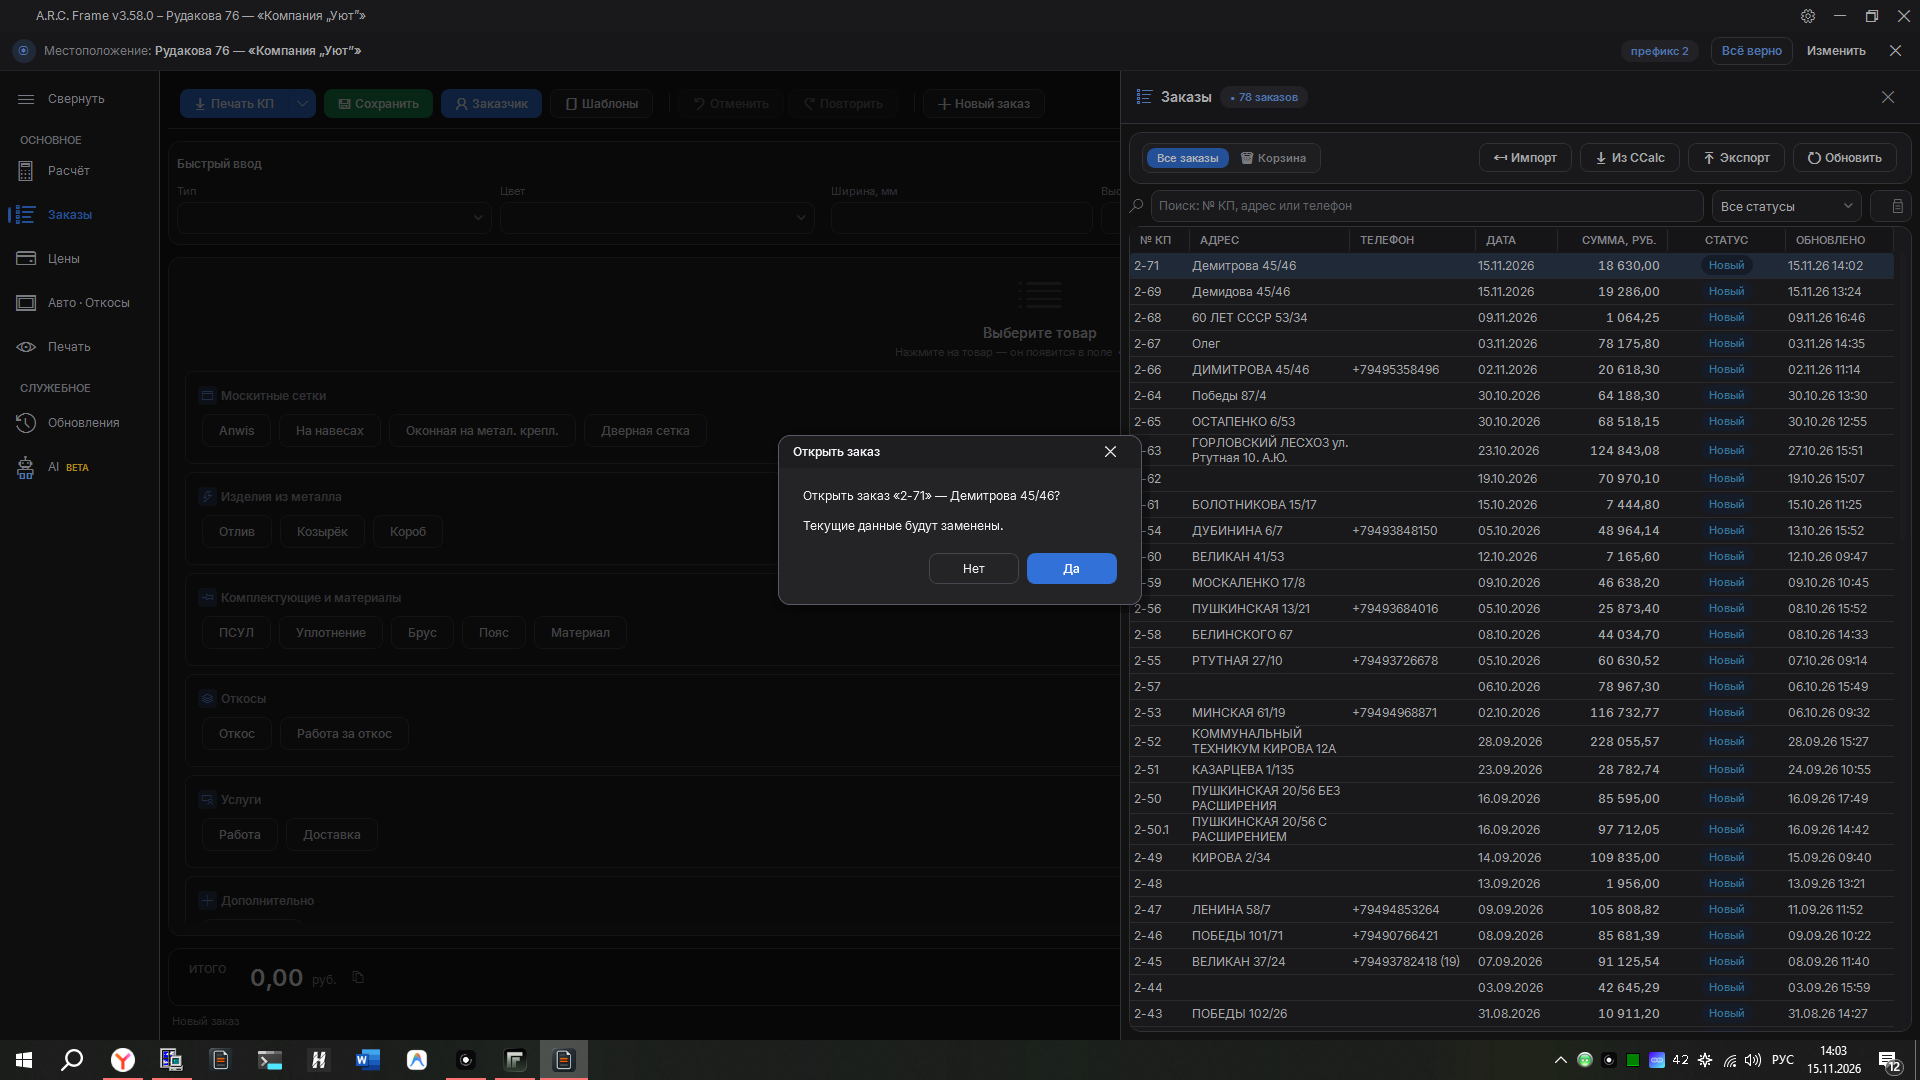 A.R.C. Frame v3.58.0 – Рудакова 76 — «Компания „Уют“»
Местоположение: Рудакова 76 — «Компания „Уют“»
префикс 2
Всё верно
Изменить
Свернуть
ОСНОВНОЕ
Расчёт
Заказы
Цены
Авто · Откосы
Печать
СЛУЖЕБНОЕ
Обновления
AI BETA
Печать КП
Сохранить
Заказчик
Шаблоны
Отменить
Повторить
Новый заказ
Быстрый ввод
Тип
Цвет
Ширина, мм
Выс
Выберите товар
Нажмите на товар — он появится в поле
Москитные сетки
Anwis
На навесах
Оконная на метал. крепл.
Дверная сетка
Изделия из металла
Отлив
Козырёк
Короб
Комплектующие и материалы
ПСУЛ
Уплотнение
Брус
Пояс
Материал
Откосы
Откос
Работа за откос
Услуги
Работа
Доставка
Дополнительно
ИТОГО
0,00 руб.
Новый заказ
Открыть заказ
Открыть заказ «2-71» — Демитрова 45/46?
Текущие данные будут заменены.
Нет
Да
Заказы
• 78 заказов
Все заказы
Корзина
Импорт
Из CCalc
Экспорт
Обновить
Поиск: № КП, адрес или телефон
Все статусы
№ КП АДРЕС ТЕЛЕФОН ДАТА СУММА, РУБ. СТАТУС ОБНОВЛЕНО
2-71 Демитрова 45/46 15.11.2026 18 630,00 Новый 15.11.26 14:02
2-69 Демидова 45/46 15.11.2026 19 286,00 Новый 15.11.26 13:24
2-68 60 ЛЕТ СССР 53/34 09.11.2026 1 064,25 Новый 09.11.26 16:46
2-67 Олег 03.11.2026 78 175,80 Новый 03.11.26 14:35
2-66 ДИМИТРОВА 45/46 +79495358496 02.11.2026 20 618,30 Новый 02.11.26 11:14
2-64 Победы 87/4 30.10.2026 64 188,30 Новый 30.10.26 13:30
2-65 ОСТАПЕНКО 6/53 30.10.2026 68 518,15 Новый 30.10.26 12:55
-63 ГОРЛОВСКИЙ ЛЕСХОЗ ул. Ртутная 10. А.Ю. 23.10.2026 124 843,08 Новый 27.10.26 15:51
-62 19.10.2026 70 970,10 Новый 19.10.26 15:07
-61 БОЛОТНИКОВА 15/17 15.10.2026 7 444,80 Новый 15.10.26 11:25
-54 ДУБИНИНА 6/7 +79493848150 05.10.2026 48 964,14 Новый 13.10.26 15:52
-60 ВЕЛИКАН 41/53 12.10.2026 7 165,60 Новый 12.10.26 09:47
-59 МОСКАЛЕНКО 17/8 09.10.2026 46 638,20 Новый 09.10.26 10:45
2-56 ПУШКИНСКАЯ 13/21 +79493684016 05.10.2026 25 873,40 Новый 08.10.26 15:52
2-58 БЕЛИНСКОГО 67 08.10.2026 44 034,70 Новый 08.10.26 14:33
2-55 РТУТНАЯ 27/10 +79493726678 05.10.2026 60 630,52 Новый 07.10.26 09:14
2-57 06.10.2026 78 967,30 Новый 06.10.26 15:49
2-53 МИНСКАЯ 61/19 +79494968871 02.10.2026 116 732,77 Новый 06.10.26 09:32
2-52 КОММУНАЛЬНЫЙ ТЕХНИКУМ КИРОВА 12А 28.09.2026 228 055,57 Новый 28.09.26 15:27
2-51 КАЗАРЦЕВА 1/135 23.09.2026 28 782,74 Новый 24.09.26 10:55
2-50 ПУШКИНСКАЯ 20/56 БЕЗ РАСШИРЕНИЯ 16.09.2026 85 595,00 Новый 16.09.26 17:49
2-50.1 ПУШКИНСКАЯ 20/56 С РАСШИРЕНИЕМ 16.09.2026 97 712,05 Новый 16.09.26 14:42
2-49 КИРОВА 2/34 14.09.2026 109 835,00 Новый 15.09.26 09:40
2-48 13.09.2026 1 956,00 Новый 13.09.26 13:21
2-47 ЛЕНИНА 58/7 +79494853264 09.09.2026 105 808,82 Новый 11.09.26 11:52
2-46 ПОБЕДЫ 101/71 +79490766421 08.09.2026 85 681,39 Новый 09.09.26 10:22
2-45 ВЕЛИКАН 37/24 +79493782418 (19) 07.09.2026 91 125,54 Новый 08.09.26 11:40
2-44 03.09.2026 42 645,29 Новый 03.09.26 15:59
2-43 ПОБЕДЫ 102/26 31.08.2026 10 911,20 Новый 31.08.26 14:27
42
РУС
14:03
15.11.2026
12